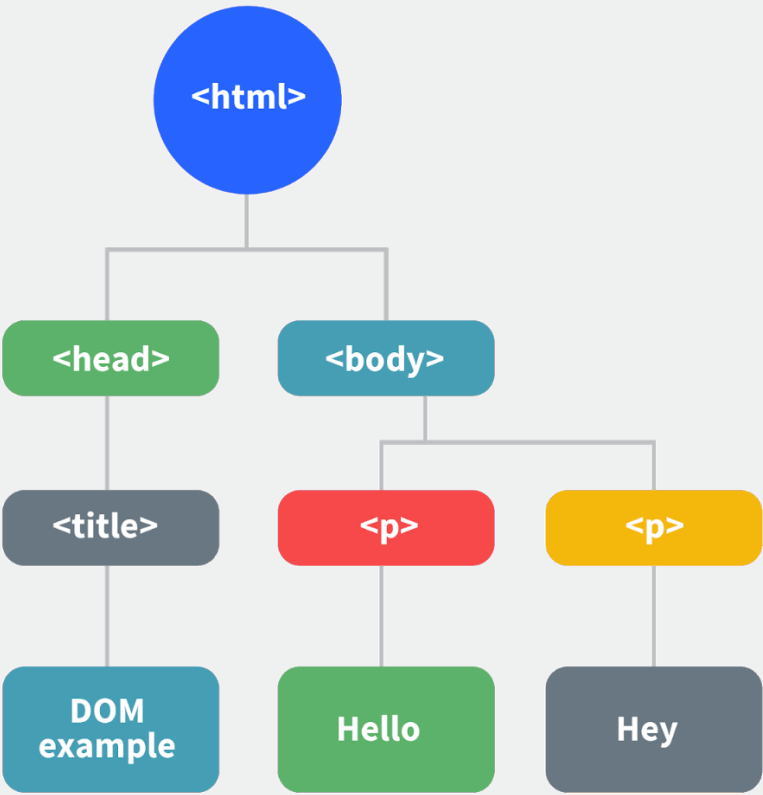 <html>
<head>
<body>
<title>
<p>
<p>
DOM
example
Hello
Hey